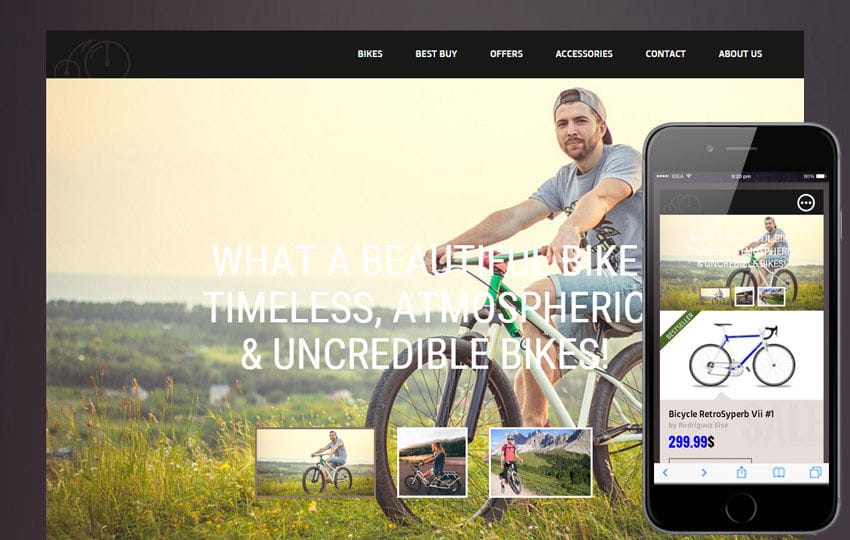 BIKES BEST BUY OFFERS ACCESSORIES CONTACT ABOUT US
WHAT A BEAUTIFUL BIKE
TIMELESS, ATMOSPHERIC
& UNCREDIBLE BIKES!
IDEA 9:20 pm 90%
WHAT A BEAUTIFUL BIKE
TIMELESS, ATMOSPHERIC
& UNCREDIBLE BIKES!
BESTSELLER
Bicycle RetroSyperb Vii #1
by Rodriguez Else
SALE
299.99$